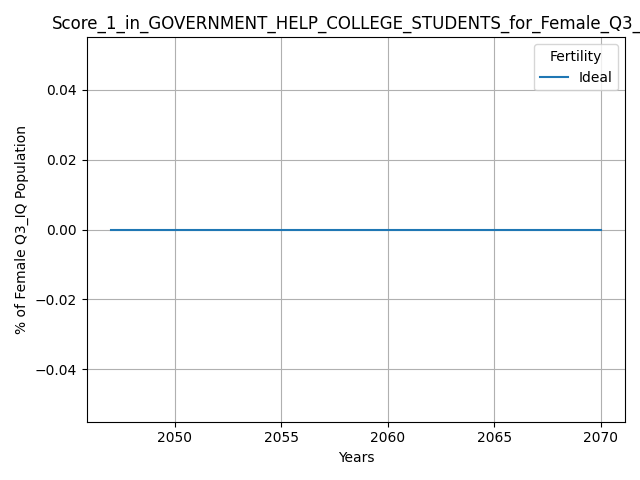 Score_1_in_GOVERNMENT_HELP_COLLEGE_STUDENTS_for_Female_Q3_
Fertility
Ideal
0.04
0.02
0.00
−0.02
−0.04
% of Female Q3_IQ Population
2050 2055 2060 2065 2070
Years